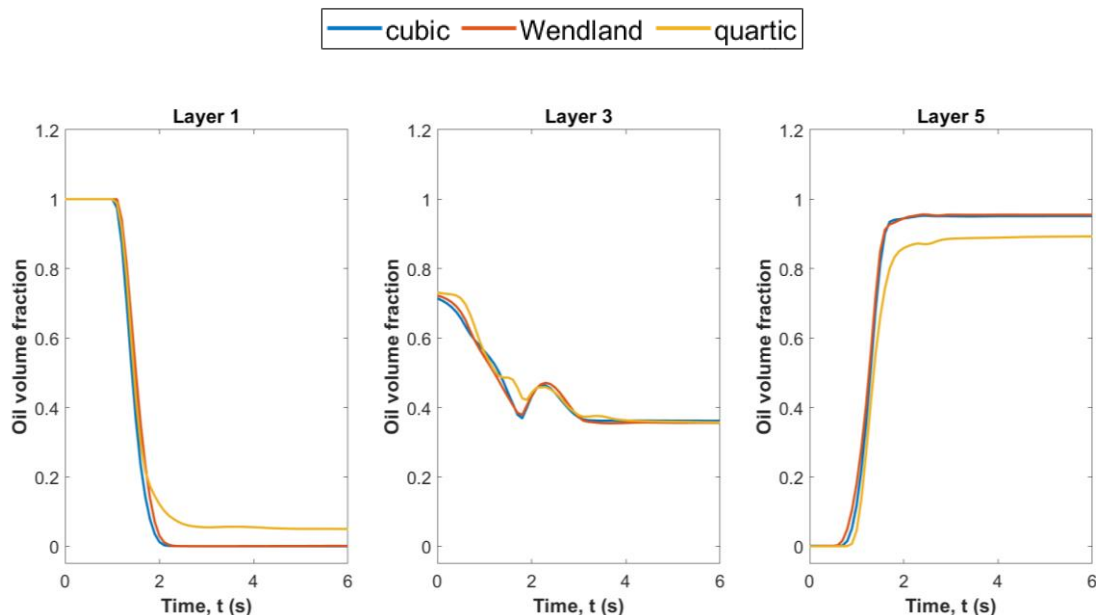 cubic Wendland quartic
Layer 1 Layer 3 Layer 5
1.2 1.2 1.2
1 1 1
0.8 0.8 0.8
0.6 0.6 0.6
0.4 0.4 0.4
0.2 0.2 0.2
0 0 0
Oil volume fraction Oil volume fraction Oil volume fraction
0 2 4 6 0 2 4 6 0 2 4 6
Time, t (s) Time, t (s) Time, t (s)